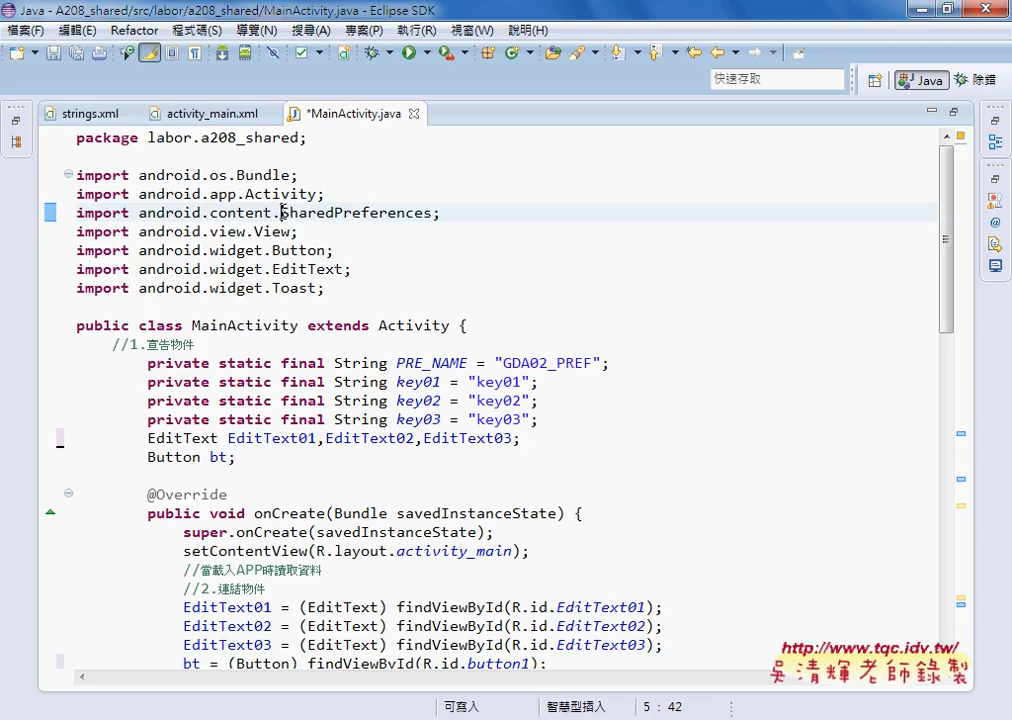 Java - A208_shared/src/labor/a208_shared/MainActivity.java - Eclipse SDK
檔案(F) 編輯(E) Refactor 程式碼(S) 導覽(N) 搜尋(A) 專案(P) 執行(R) 視窗(W) 說明(H)
快速存取 Java 除錯
strings.xml activity_main.xml *MainActivity.java
package labor.a208_shared;
import android.os.Bundle;
import android.app.Activity;
import android.content.SharedPreferences;
import android.view.View;
import android.widget.Button;
import android.widget.EditText;
import android.widget.Toast;
public class MainActivity extends Activity {
//1.宣告物件
private static final String PRE_NAME = "GDA02_PREF";
private static final String key01 = "key01";
private static final String key02 = "key02";
private static final String key03 = "key03";
EditText EditText01,EditText02,EditText03;
Button bt;
@Override
public void onCreate(Bundle savedInstanceState) {
super.onCreate(savedInstanceState);
setContentView(R.layout.activity_main);
//當載入APP時讀取資料
//2.連結物件
EditText01 = (EditText) findViewById(R.id.EditText01);
EditText02 = (EditText) findViewById(R.id.EditText02);
EditText03 = (EditText) findViewById(R.id.EditText03);
bt = (Button) findViewById(R.id.button1);
http://www.tqc.idv.tw/
吳清輝老師錄製
可寫入 智慧型插入 5 : 42